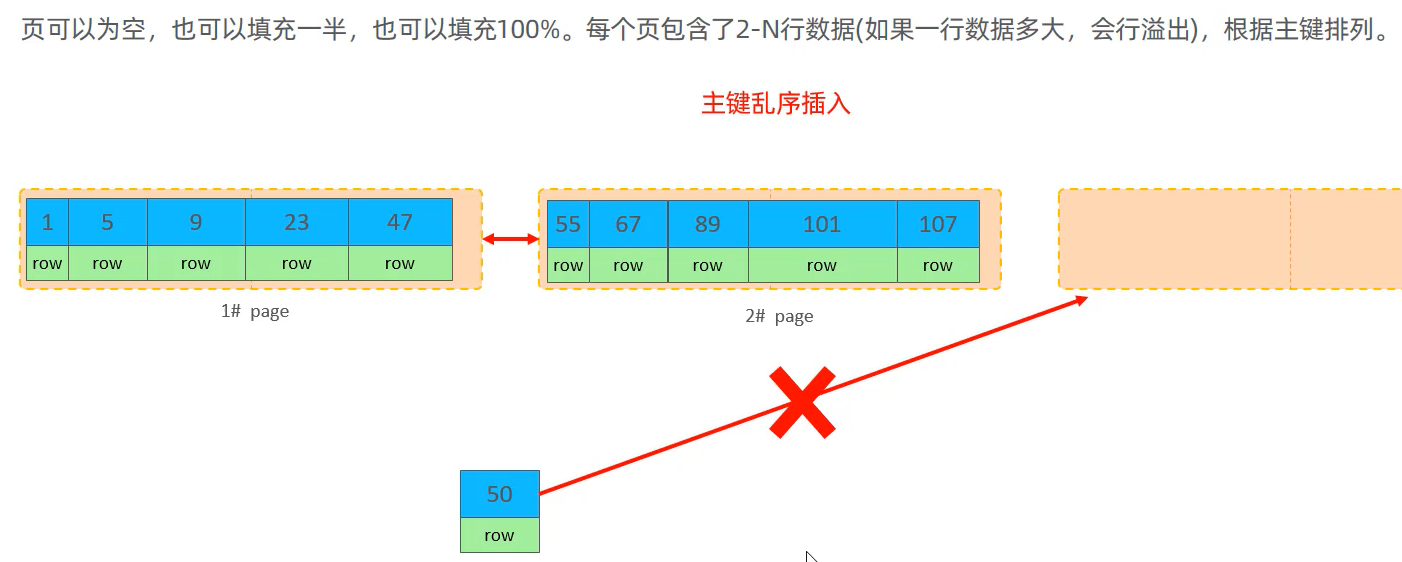 页可以为空，也可以填充一半，也可以填充100%。每个页包含了2-N行数据(如果一行数据多大，会行溢出)，根据主键排列。
主键乱序插入
1 5 9 23 47
row row row row row
1# page
55 67 89 101 107
row row row row row
2# page
50
row